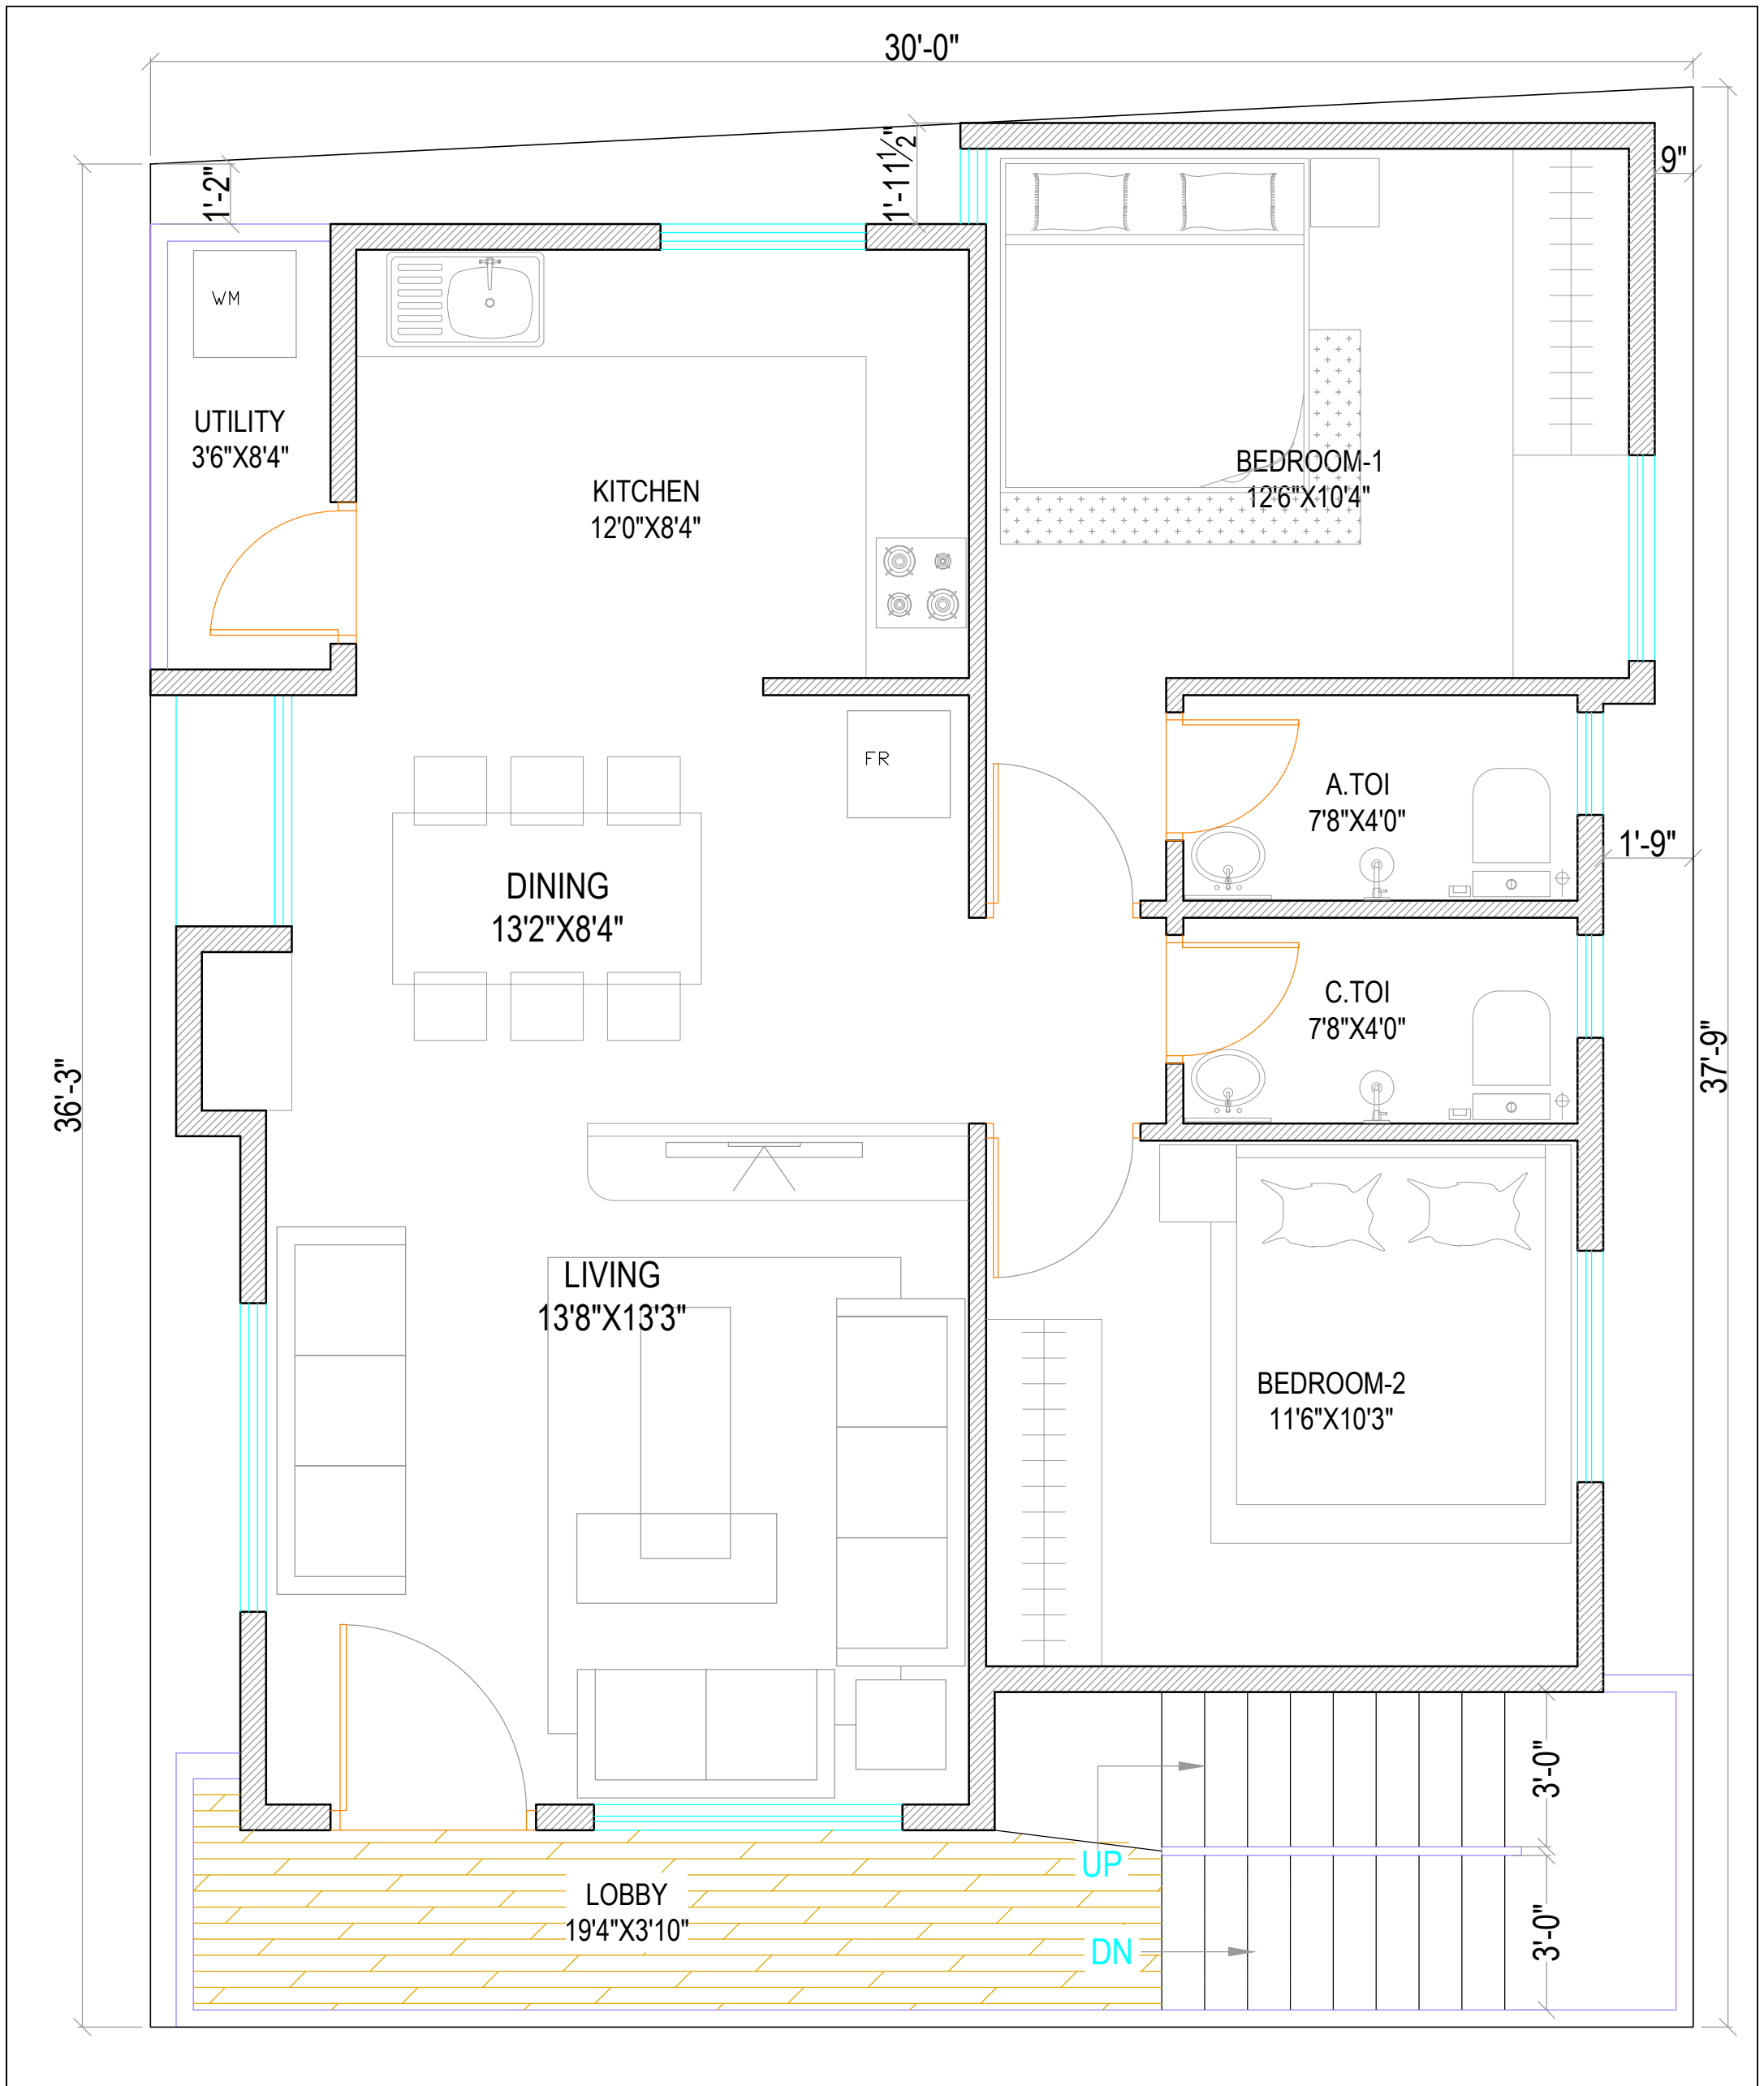 30'-0"
1'-2"
1'-11½"
9"
WM
UTILITY
3'6"X8'4"
KITCHEN
12'0"X8'4"
BEDROOM-1
12'6"X10'4"
FR
A.TOI
7'8"X4'0"
1'-9"
DINING
13'2"X8'4"
C.TOI
7'8"X4'0"
36'-3"
37'-9"
LIVING
13'8"X13'3"
BEDROOM-2
11'6"X10'3"
3'-0"
UP
LOBBY
19'4"X3'10"
DN
3'-0"